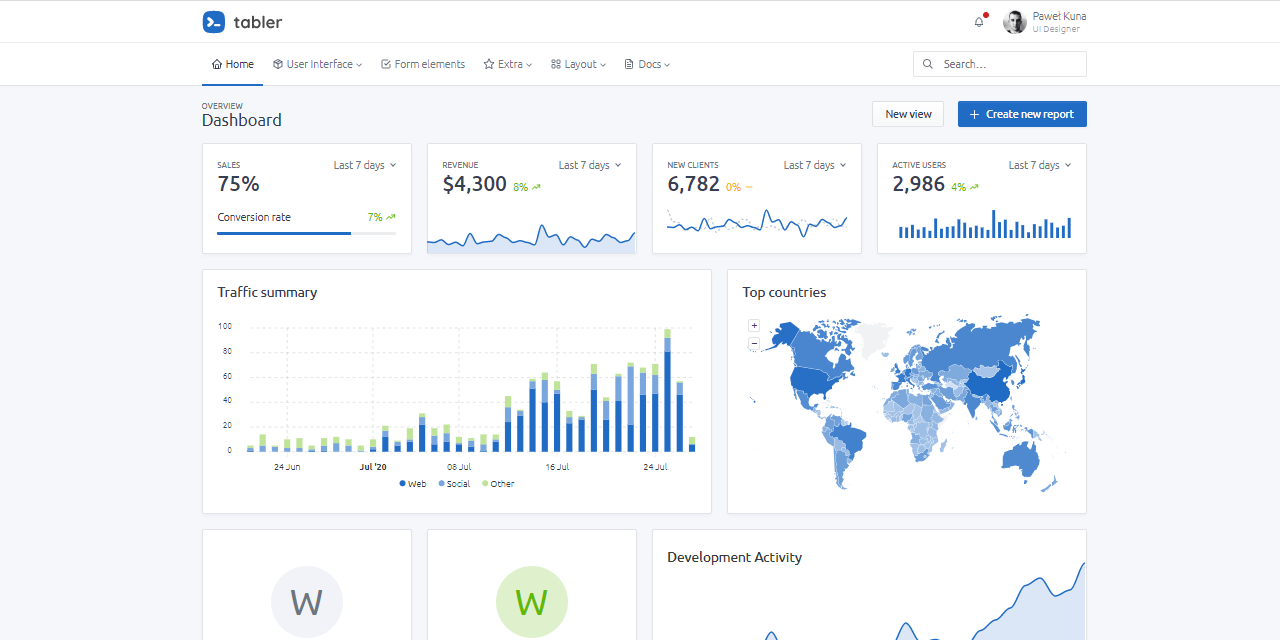 tabler
Paweł Kuna
UI Designer
Home
User Interface
Form elements
Extra
Layout
Docs
Search…
OVERVIEW
Dashboard
New view
+ Create new report
SALES
Last 7 days
75%
Conversion rate
7%
REVENUE
Last 7 days
$4,300
8%
NEW CLIENTS
Last 7 days
6,782
0%
ACTIVE USERS
Last 7 days
2,986
4%
Traffic summary
100
80
60
40
20
0
24 Jun
Jul '20
08 Jul
16 Jul
24 Jul
Web
Social
Other
Top countries
+
−
W
W
Development Activity